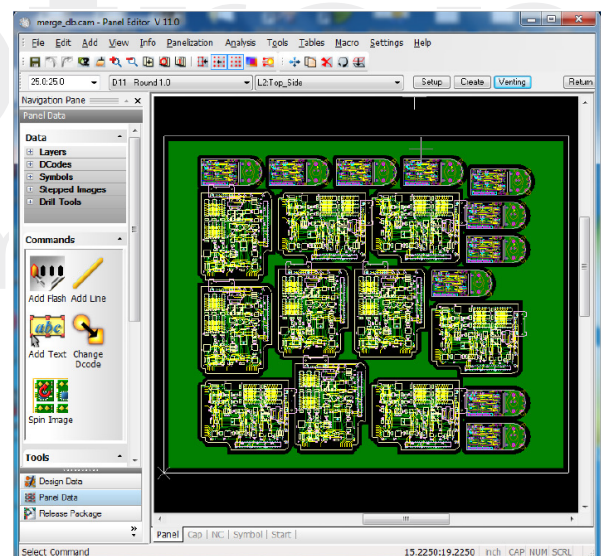 merge_db.cam - Panel Editor V 11.0
File Edit Add View Info Panelization Analysis Tools Tables Macro Settings Help
25.0:25.0 D11 Round 1.0 L2:Top_Side Setup Create Venting Return
Navigation Pane
Panel Data
Data
Layers
DCodes
Symbols
Stepped Images
Drill Tools
Commands
Add Flash Add Line
abc
Add Text Change
Dcode
Spin Image
Tools
Design Data
Panel Data
Release Package
Panel Cap NC Symbol Start
Select Command 15.2250:19.2250 Inch CAP NUM SCRL